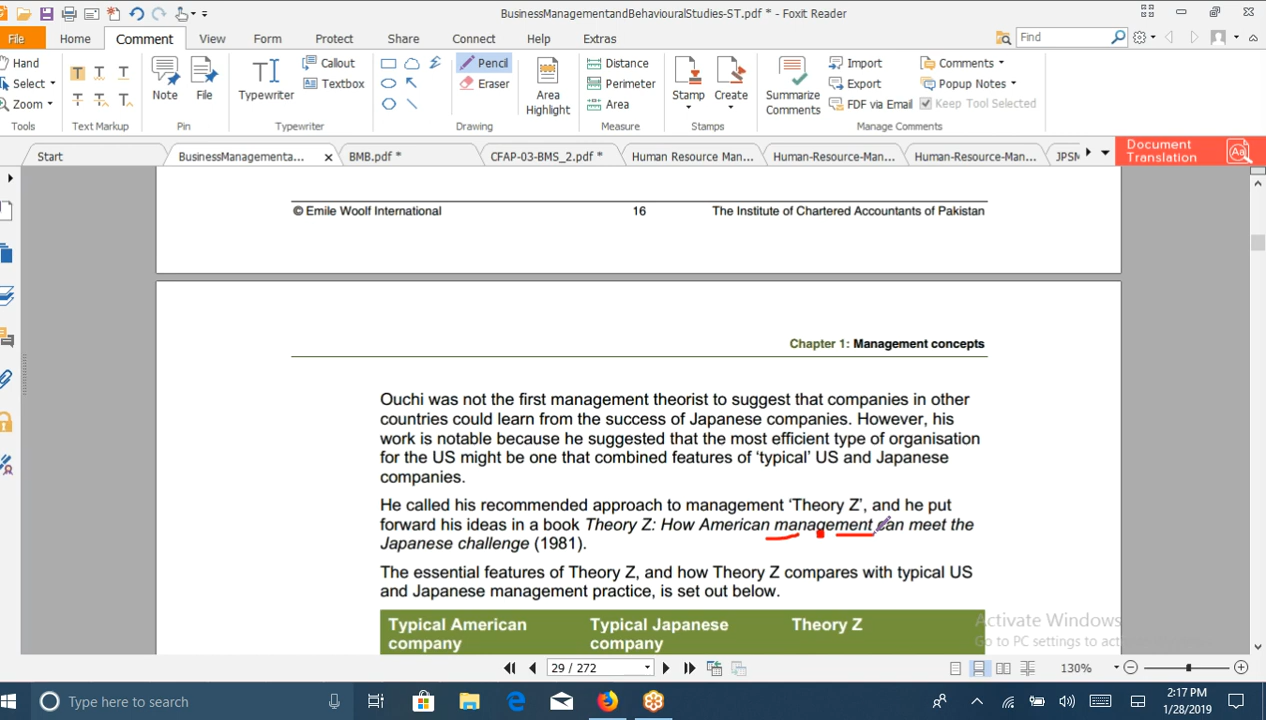 BusinessManagementandBehaviouralStudies-ST.pdf * - Foxit Reader
File Home Comment View Form Protect Share Connect Help Extras
Find
Hand
Select
Zoom
Tools
T T T
T T T
Text Markup
Note
File
Pin
Typewriter
Callout
Textbox
Typewriter
Pencil
Eraser
Drawing
Area Highlight
Distance
Perimeter
Area
Measure
Stamp
Create
Stamps
Summarize Comments
Import
Export
FDF via Email
Comments
Popup Notes
Keep Tool Selected
Manage Comments
Start BusinessManagementa... BMB.pdf * CFAP-03-BMS_2.pdf * Human Resource Man... Human-Resource-Man... Human-Resource-Man... JPSM
Document Translation
© Emile Woolf International 16 The Institute of Chartered Accountants of Pakistan
Chapter 1: Management concepts
Ouchi was not the first management theorist to suggest that companies in other
countries could learn from the success of Japanese companies. However, his
work is notable because he suggested that the most efficient type of organisation
for the US might be one that combined features of ‘typical’ US and Japanese
companies.
He called his recommended approach to management ‘Theory Z’, and he put
forward his ideas in a book Theory Z: How American management can meet the
Japanese challenge (1981).
The essential features of Theory Z, and how Theory Z compares with typical US
and Japanese management practice, is set out below.
Typical American company
Typical Japanese company
Theory Z
Activate Windows
Go to PC settings to act
29 / 272
130%
Type here to search
2:17 PM
1/28/2019